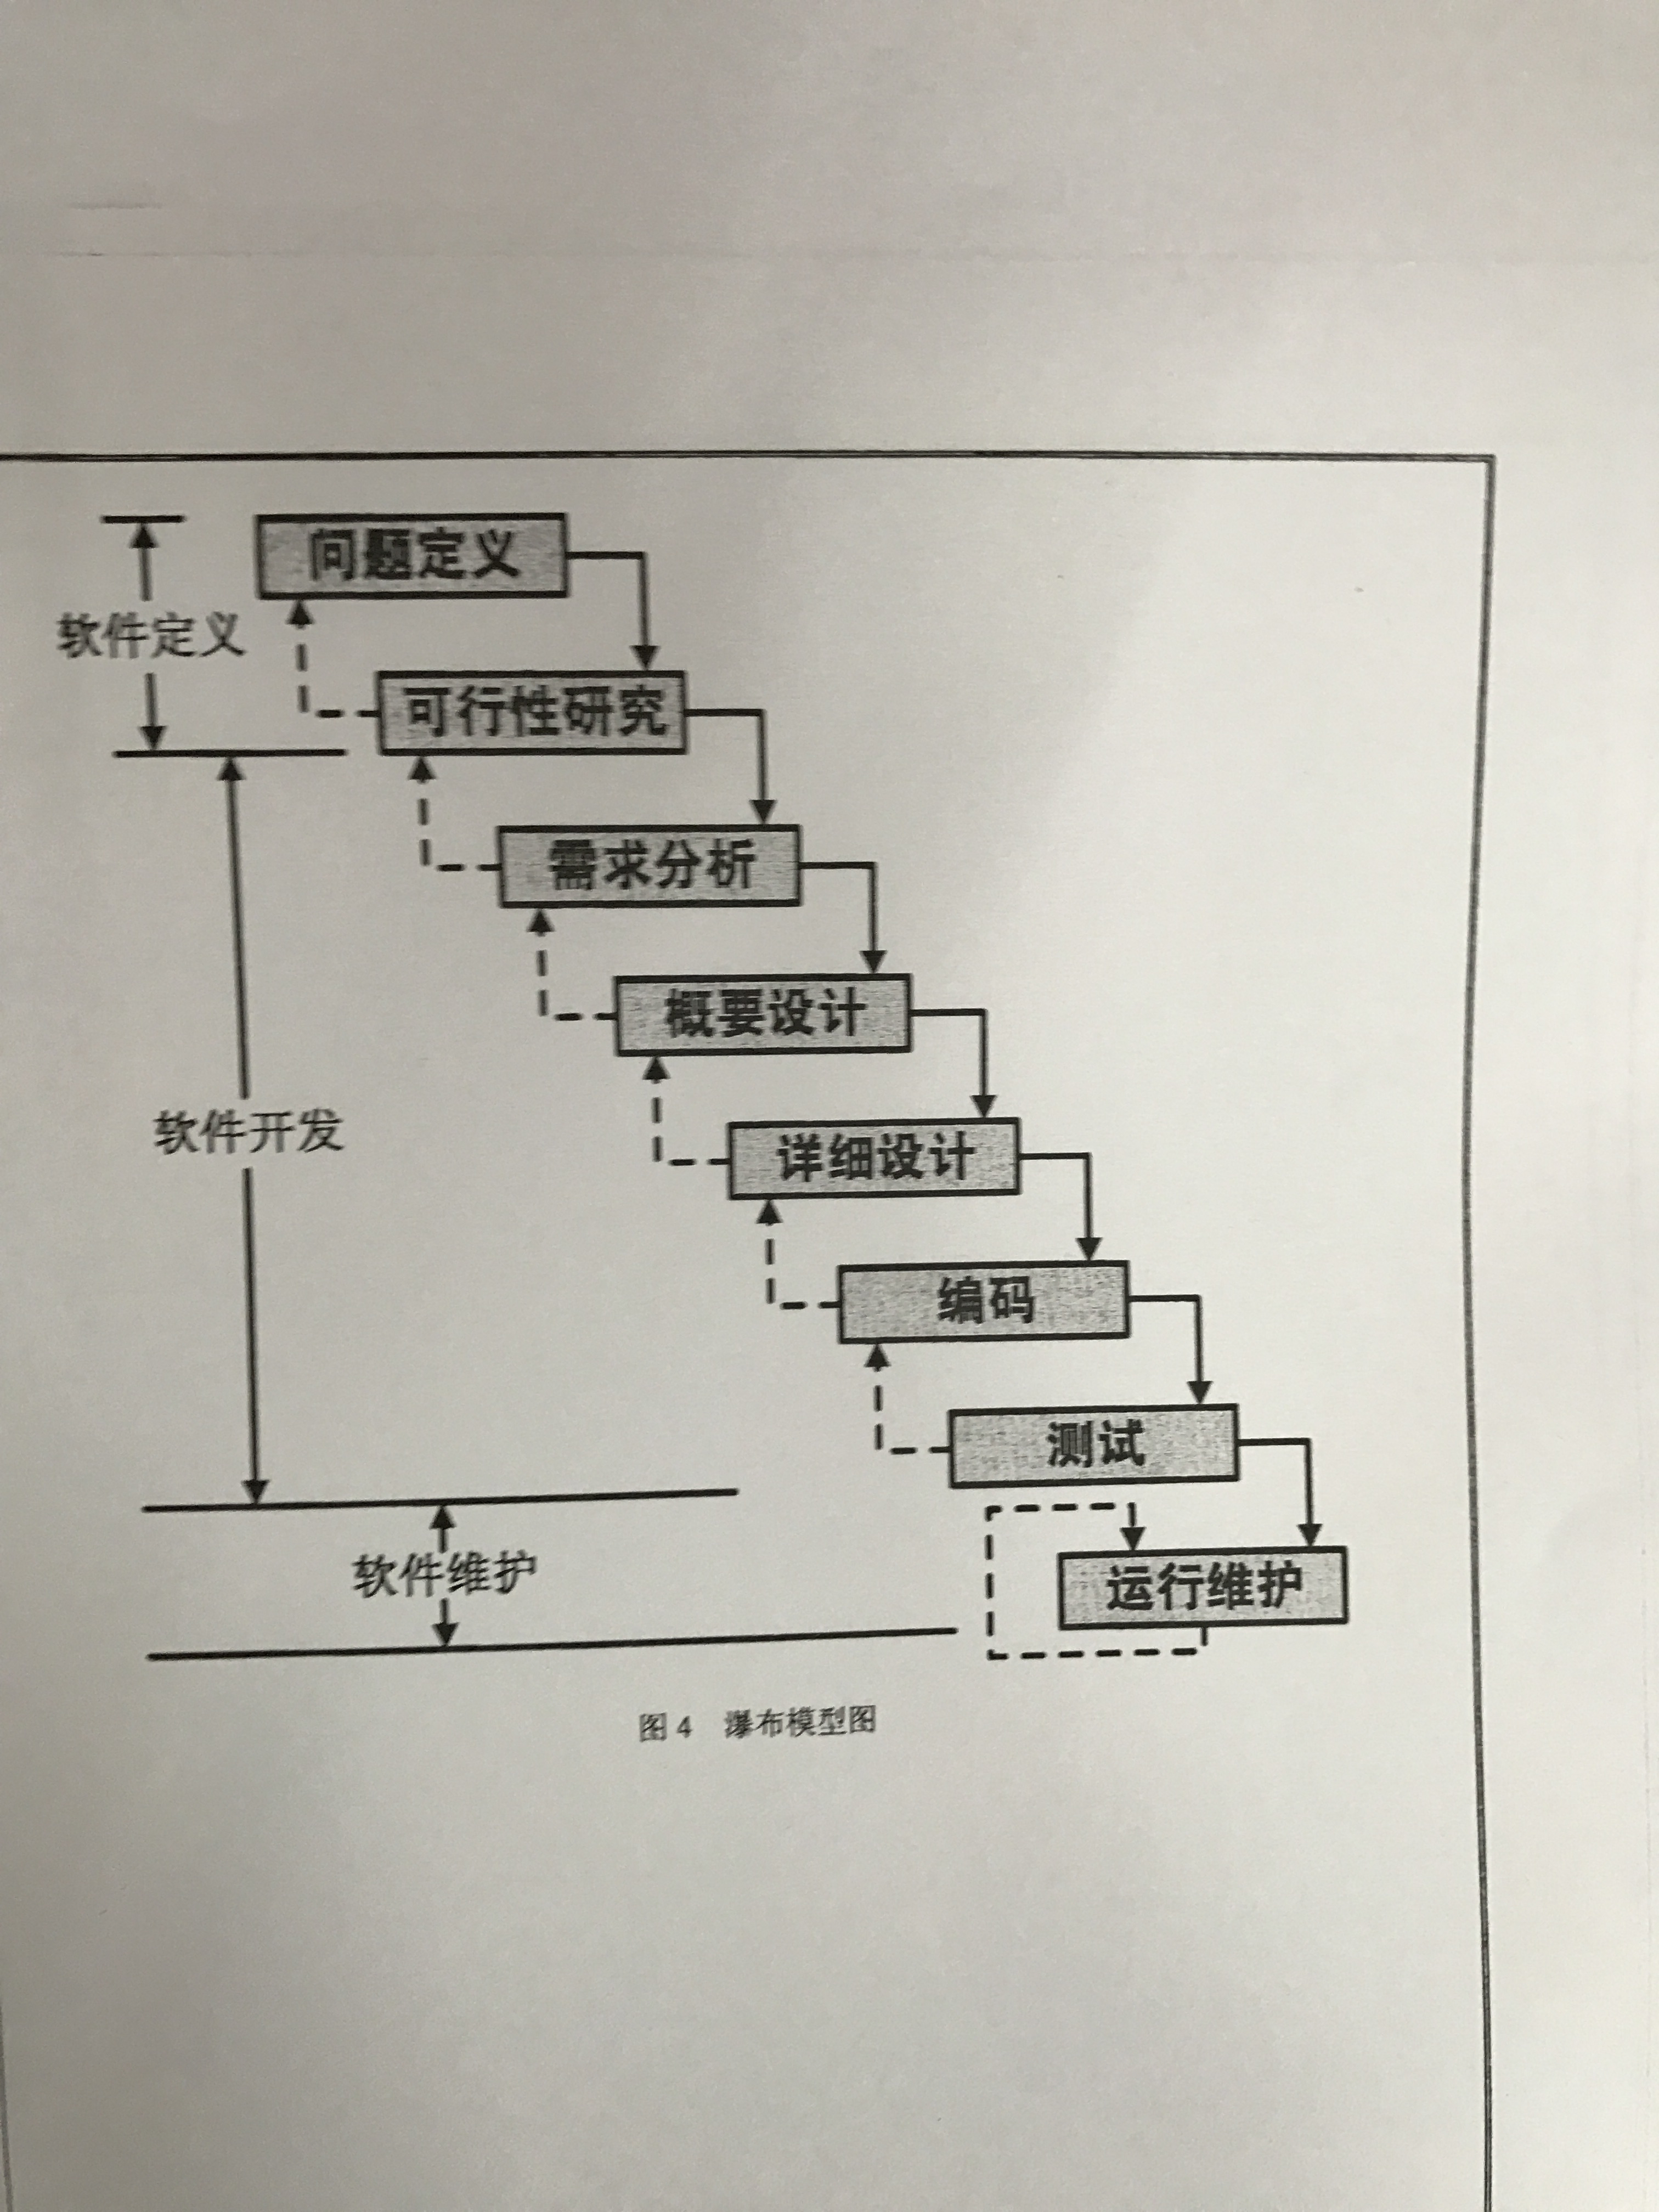 问题定义
软件定义
可行性研究
需求分析
概要设计
软件开发
详细设计
编码
测试
软件维护
运行维护
图 4 瀑布模型图